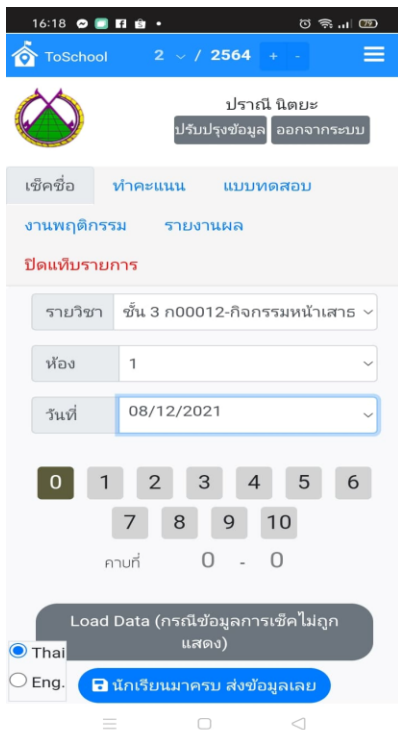 16:18
79
ToSchool 2 / 2564 + -
ปราณี นิตยะ
ปรับปรุงข้อมูล ออกจากระบบ
เช็คชื่อ ทำคะแนน แบบทดสอบ
งานพฤติกรรม รายงานผล
ปิดแท็บรายการ
รายวิชา ชั้น 3 ก00012-กิจกรรมหน้าเสาธ
ห้อง 1
วันที่ 08/12/2021
0 1 2 3 4 5 6
7 8 9 10
คาบที่ 0 - 0
Load Data (กรณีข้อมูลการเช็คไม่ถูก
แสดง)
Thai
Eng. นักเรียนมาครบ ส่งข้อมูลเลย